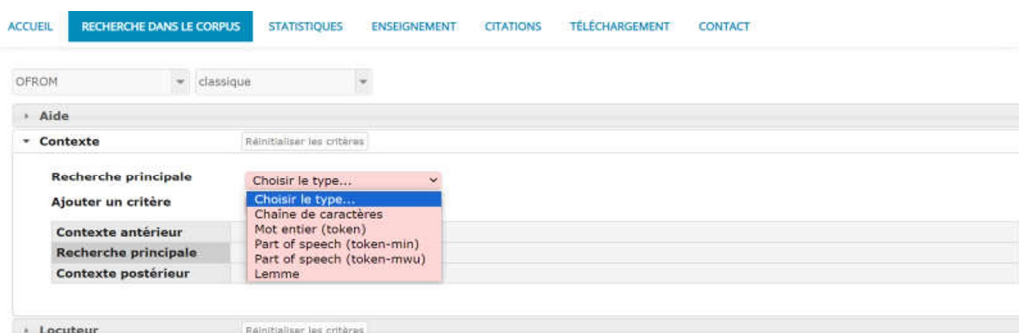 ACCUEIL RECHERCHE DANS LE CORPUS STATISTIQUES ENSEIGNEMENT CITATIONS TÉLÉCHARGEMENT CONTACT
OFROM classique
Aide
Contexte Réinitialiser les critères
Recherche principale Choisir le type...
Choisir le type...
Ajouter un critère
Chaîne de caractères
Mot entier (token)
Contexte antérieur
Part of speech (token-min)
Recherche principale
Part of speech (token-mwu)
Contexte postérieur Lemme
Locuteur Réinitialiser les critères